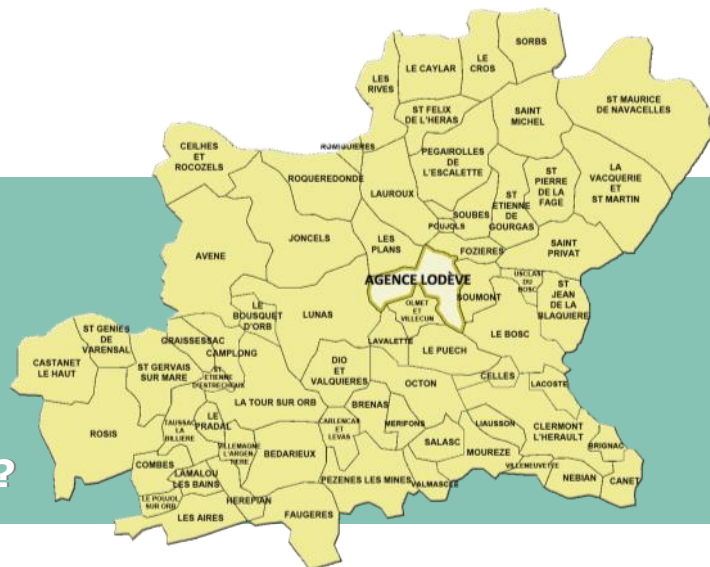 SORBS
LE CROS
LE CAYLAR
LES
RIVES
ST MAURICE
DE NAVACELLES
ST FELIX
DE L'HERAS
SAINT
MICHEL
CEILHES
ET
ROCOZELS
ROMIGUIERES
PEGAIROLLES
DE
L'ESCALETTE
LA
VACQUERIE
ET
ST MARTIN
ST
PIERRE
DE LA
FAGE
ROQUEREDONDE
LAUROUX
ST
ETIENNE
DE
GOURGAS
SOUBES
POUJOLS
JONCELS
LES
PLANS
FOZIERES
SAINT
PRIVAT
AVENE
AGENCE LODÈVE
USCLAS
DU
BOSC
ST
JEAN
DE LA
BLAQUIERE
SOUMONT
OLMET
ET
VILLECUN
LE
BOUSQUET
D'ORB
LUNAS
LE BOSC
ST GENIES
DE
VARENSAL
GRAISSESSAC
LAVALETTE
LE PUECH
CAMPLONG
CASTANET
LE HAUT
ST GERVAIS
SUR MARE
ST
ETIENNE
D'ESTRECHOUX
DIO
ET
VALQUIERES
OCTON
CELLES
LACOSTE
LA TOUR SUR ORB
BRENAS
CARLENCAS
ET
LEVAS
MERIFONS
LIAUSSON
CLERMONT
L'HERAULT
ROSIS
TAUSSAC
LA
BILLIERE
LE
PRADAL
VILLEMAGNE
L'ARGEN
TIERE
BEDARIEUX
SALASC
MOUREZE
BRIGNAC
COMBES
LAMALOU
LES BAINS
VILLENEUVETTE
NEBIAN
CANET
PEZENES LES MINES
VALMASCLE
LE POUJOL
SUR ORB
HEREPIAN
LES AIRES
FAUGERES
?